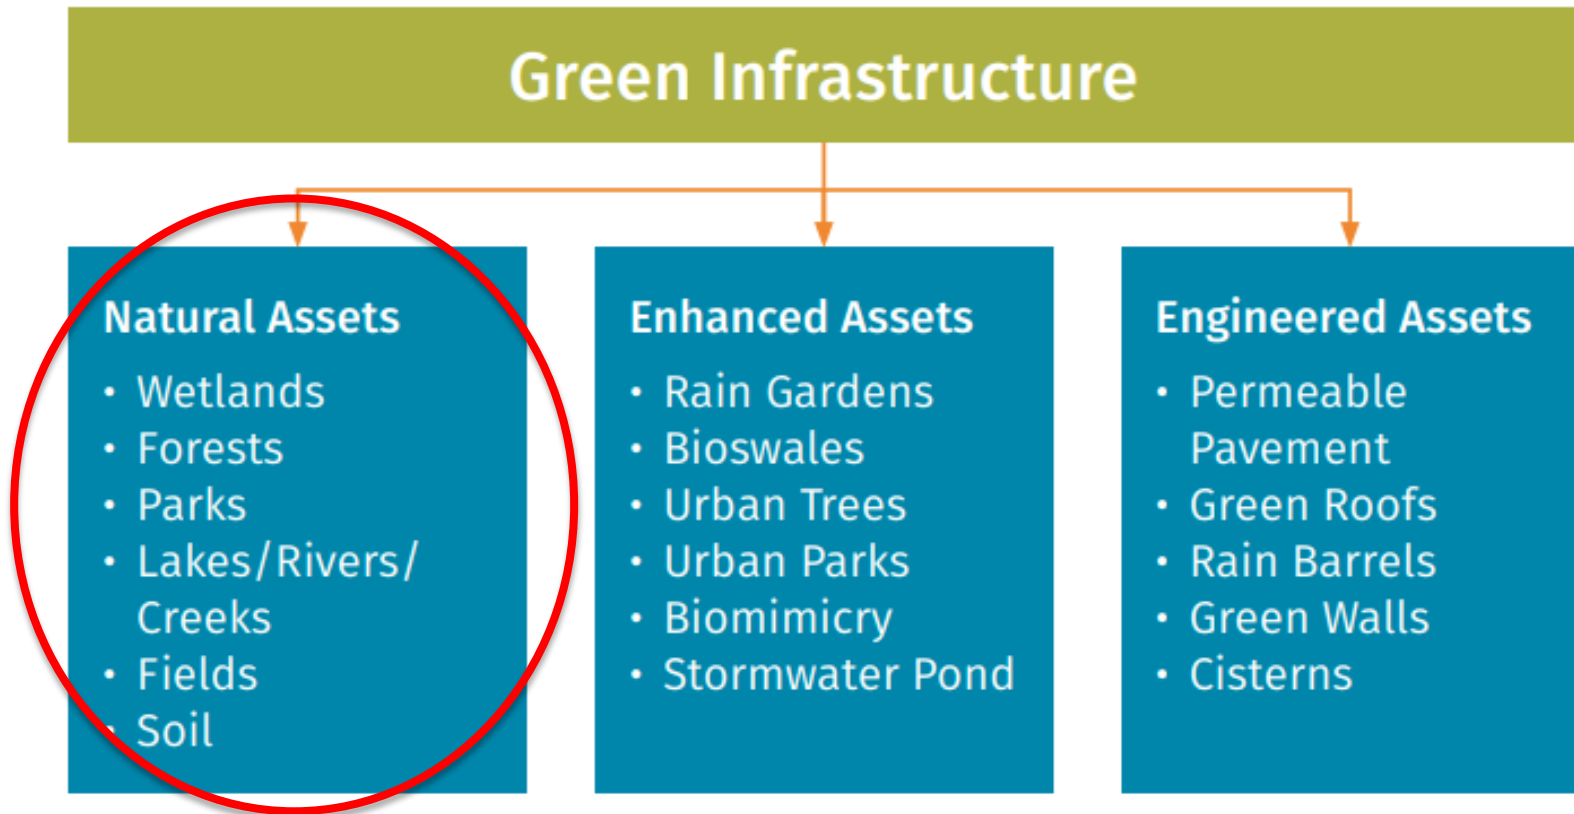 Green Infrastructure
Natural Assets
• Wetlands
• Forests
• Parks
• Lakes/Rivers/
Creeks
• Fields
• Soil
Enhanced Assets
• Rain Gardens
• Bioswales
• Urban Trees
• Urban Parks
• Biomimicry
• Stormwater Pond
Engineered Assets
• Permeable
Pavement
• Green Roofs
• Rain Barrels
• Green Walls
• Cisterns